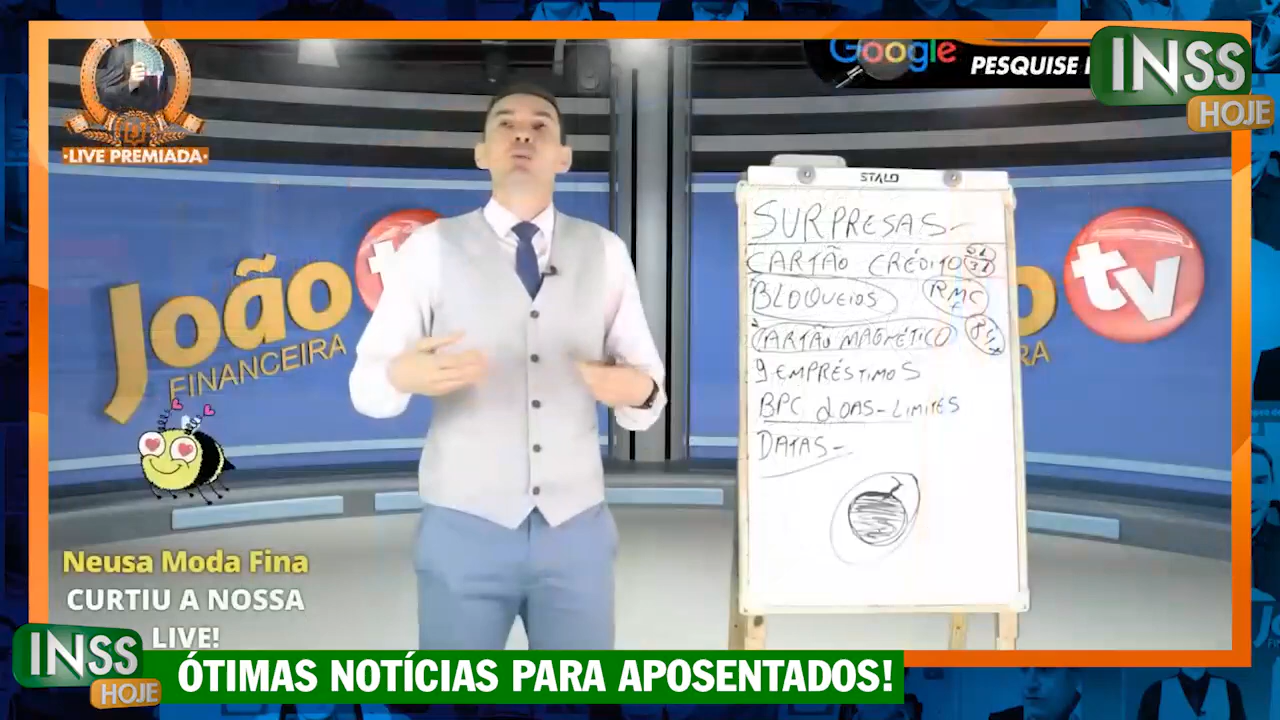 Google
PESQUISE
INSS
HOJE
·LIVE PREMIADA·
João
FINANCEIRA
tv
STALO
SURPRESAS-
CARTÃO CRÉDITO
BLOQUEIOS RMC
CARTÃO MAGNÉTICO
9 EMPRÉSTIMOS
BPC LOAS-LIMITES
DATAS-
tv
Neusa Moda Fina
CURTIU A NOSSA
LIVE!
INSS
HOJE
ÓTIMAS NOTÍCIAS PARA APOSENTADOS!